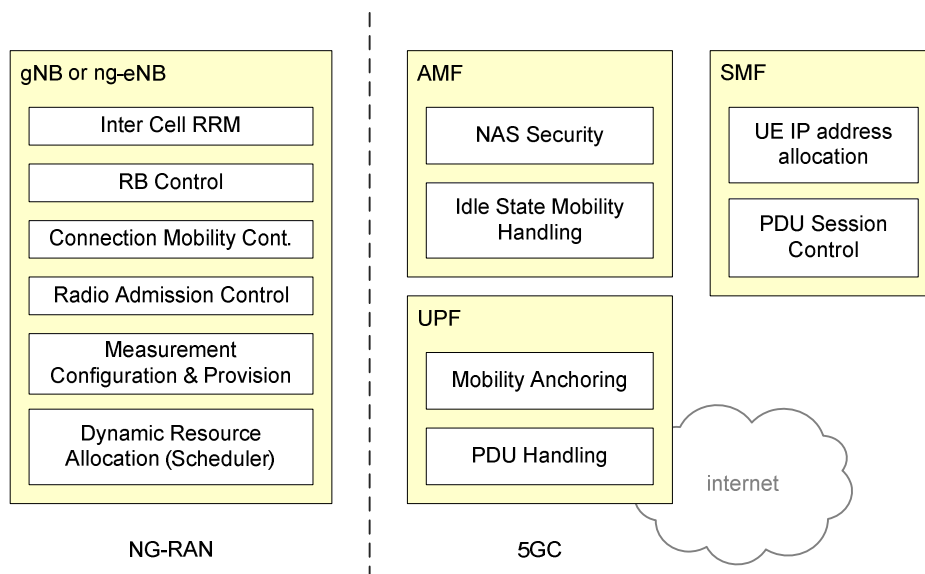 gNB or ng-eNB
Inter Cell RRM
RB Control
Connection Mobility Cont.
Radio Admission Control
Measurement
Configuration & Provision
Dynamic Resource
Allocation (Scheduler)
NG-RAN
AMF
NAS Security
Idle State Mobility
Handling
SMF
UE IP address
allocation
PDU Session
Control
UPF
Mobility Anchoring
PDU Handling
internet
5GC